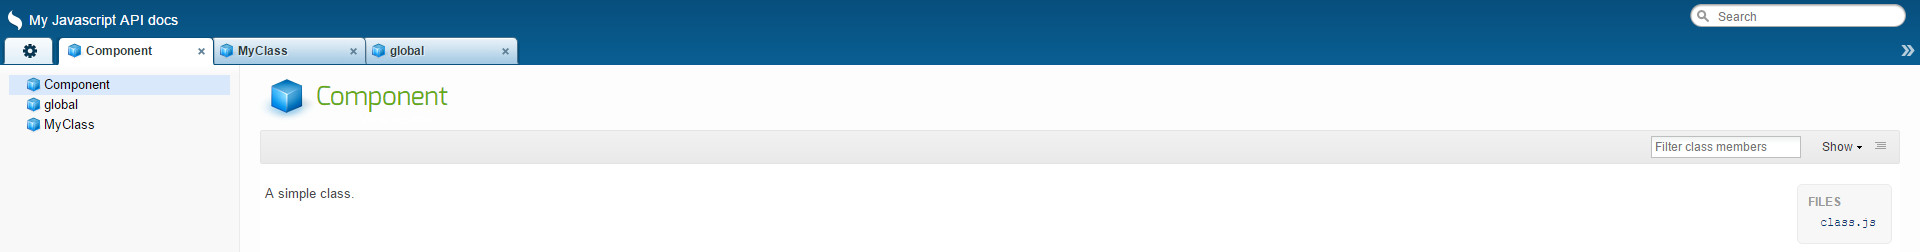 My Javascript API docs
Search
Component
MyClass
global
Component
global
MyClass
Component
Filter class members
Show
A simple class.
FILES
class.js